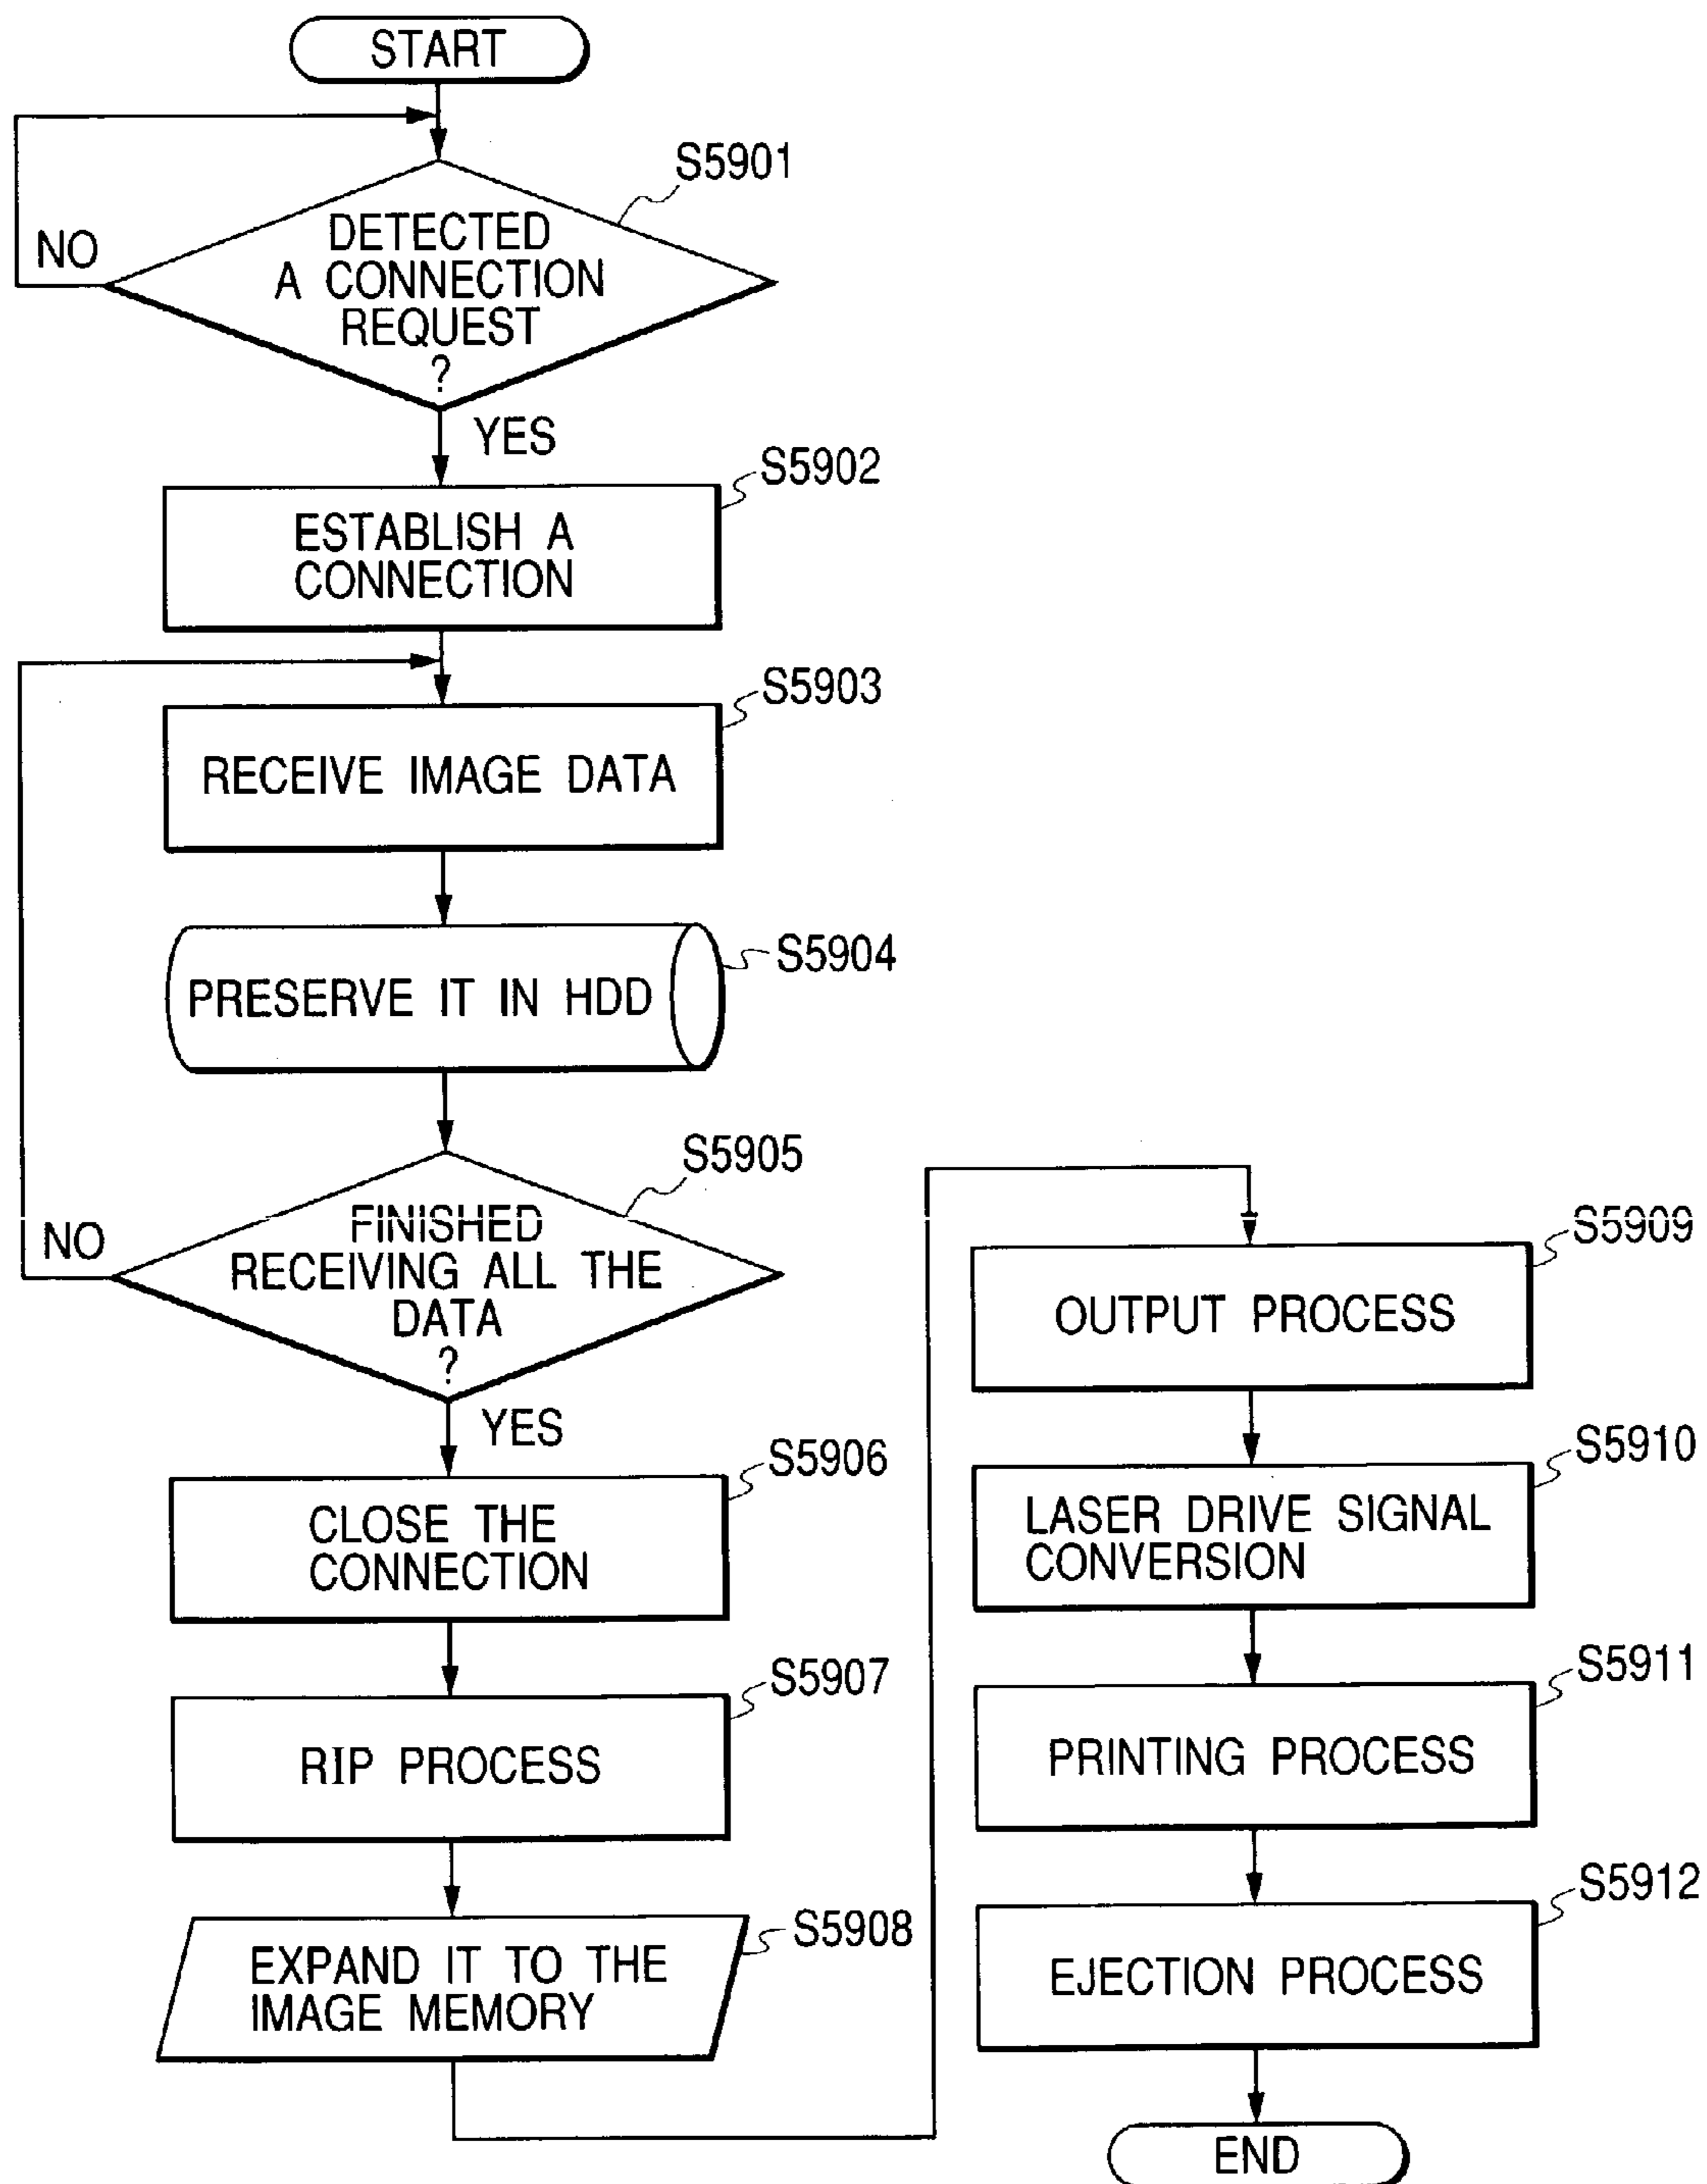 START
S5901
DETECTED
A CONNECTION
REQUEST
?
NO
YES
S5902
ESTABLISH A
CONNECTION
S5903
RECEIVE IMAGE DATA
S5904
PRESERVE IT IN HDD
S5905
FINISHED
RECEIVING ALL THE
DATA
?
NO
YES
S5906
CLOSE THE
CONNECTION
S5907
RIP PROCESS
S5908
EXPAND IT TO THE
IMAGE MEMORY
S5909
OUTPUT PROCESS
S5910
LASER DRIVE SIGNAL
CONVERSION
S5911
PRINTING PROCESS
S5912
EJECTION PROCESS
END